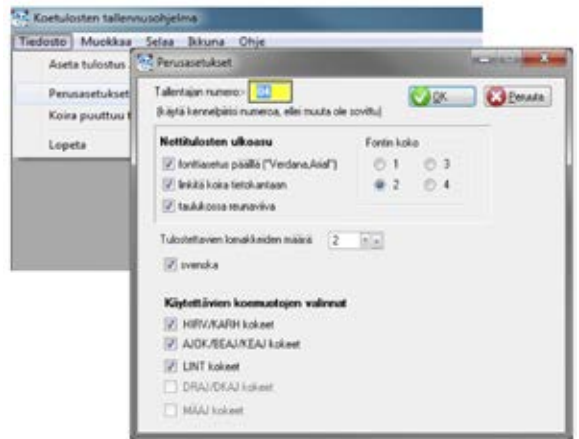 Koetulosten tallennusohjelma
Tiedosto Muokkaa Selaa Ikkuna Ohje
Aseta tulostus
Perusasetukset
Koira puuttuu t
Lopeta
Perusasetukset
Tallentajan numero:> 04
OK
Peruuta
(käytä kennelpiiri numeroa, ellei muuta ole sovittu)
Nettitulosten ulkoasu
fonttiasetus päällä ("Verdana,Arial")
linkitä koira tietokantaan
taulukossa reunaviiva
Fontin koko
1 3
2 4
Tulostettavien lomakkeiden määrä 2
svenska
Käytettävien koemuotojen valinnat
HIRV/KARH kokeet
AJOK/BEAJ/KEAJ kokeet
LINT kokeet
DRAJ/DKAJ kokeet
MÄAJ kokeet